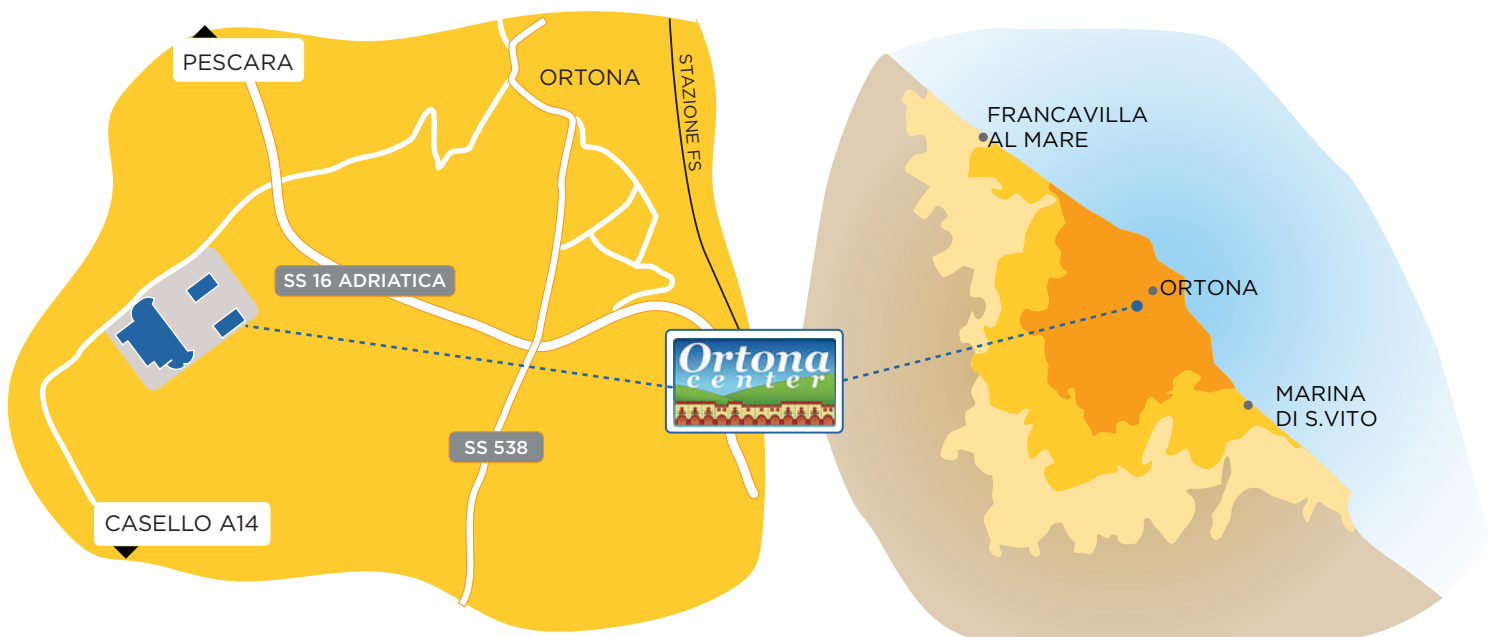 PESCARA
ORTONA
STAZIONE FS
SS 16 ADRIATICA
SS 538
CASELLO A14
Ortona
center
FRANCAVILLA
AL MARE
ORTONA
MARINA
DI S.VITO